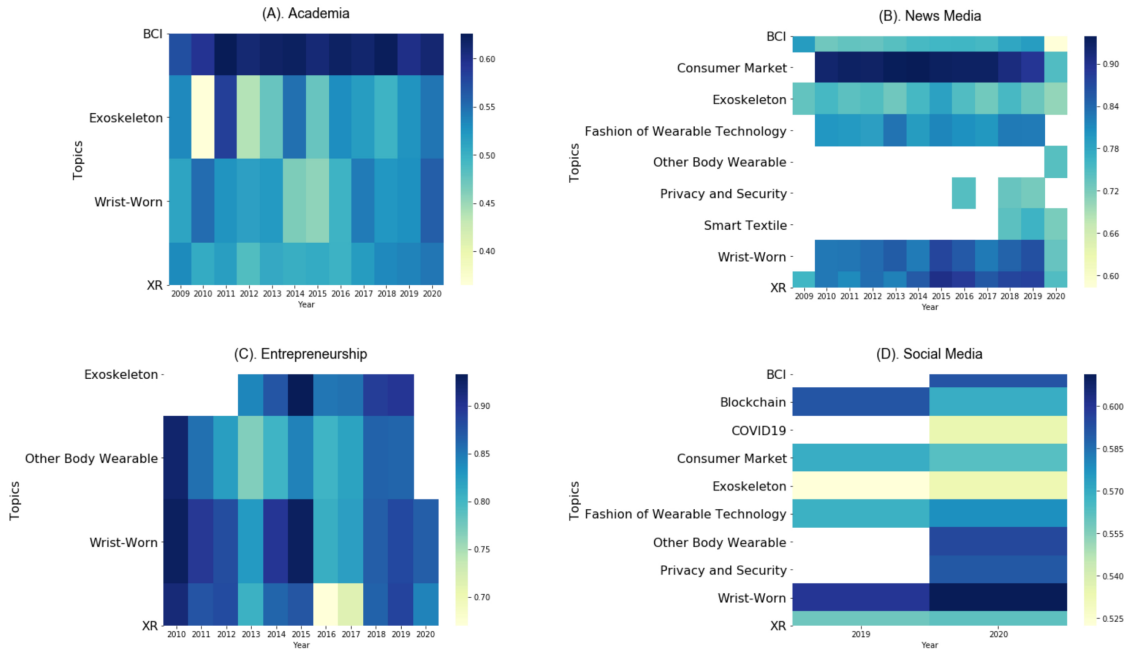 (A). Academia
BCI
Exoskeleton
Wrist-Worn
XR
Topics
2009 2010 2011 2012 2013 2014 2015 2016 2017 2018 2019 2020
Year
0.60
0.55
0.50
0.45
0.40
(B). News Media
BCI
Consumer Market
Exoskeleton
Fashion of Wearable Technology
Other Body Wearable
Privacy and Security
Smart Textile
Wrist-Worn
XR
Topics
2009 2010 2011 2012 2013 2014 2015 2016 2017 2018 2019 2020
Year
0.90
0.84
0.78
0.72
0.66
0.60
(C). Entrepreneurship
Exoskeleton
Other Body Wearable
Wrist-Worn
XR
Topics
2010 2011 2012 2013 2014 2015 2016 2017 2018 2019 2020
Year
0.90
0.85
0.80
0.75
0.70
(D). Social Media
BCI
Blockchain
COVID19
Consumer Market
Exoskeleton
Fashion of Wearable Technology
Other Body Wearable
Privacy and Security
Wrist-Worn
XR
Topics
2019 2020
Year
0.600
0.585
0.570
0.555
0.540
0.525